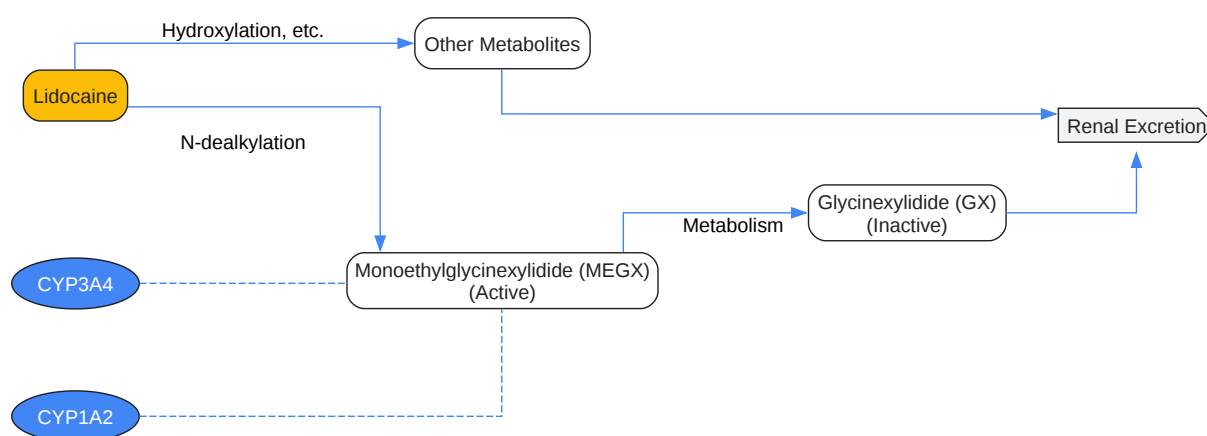 Hydroxylation, etc.
Other Metabolites
Lidocaine
N-dealkylation
Renal Excretion
Glycinexylidide (GX)
(Inactive)
Metabolism
Monoethylglycinexylidide (MEGX)
(Active)
CYP3A4
CYP1A2